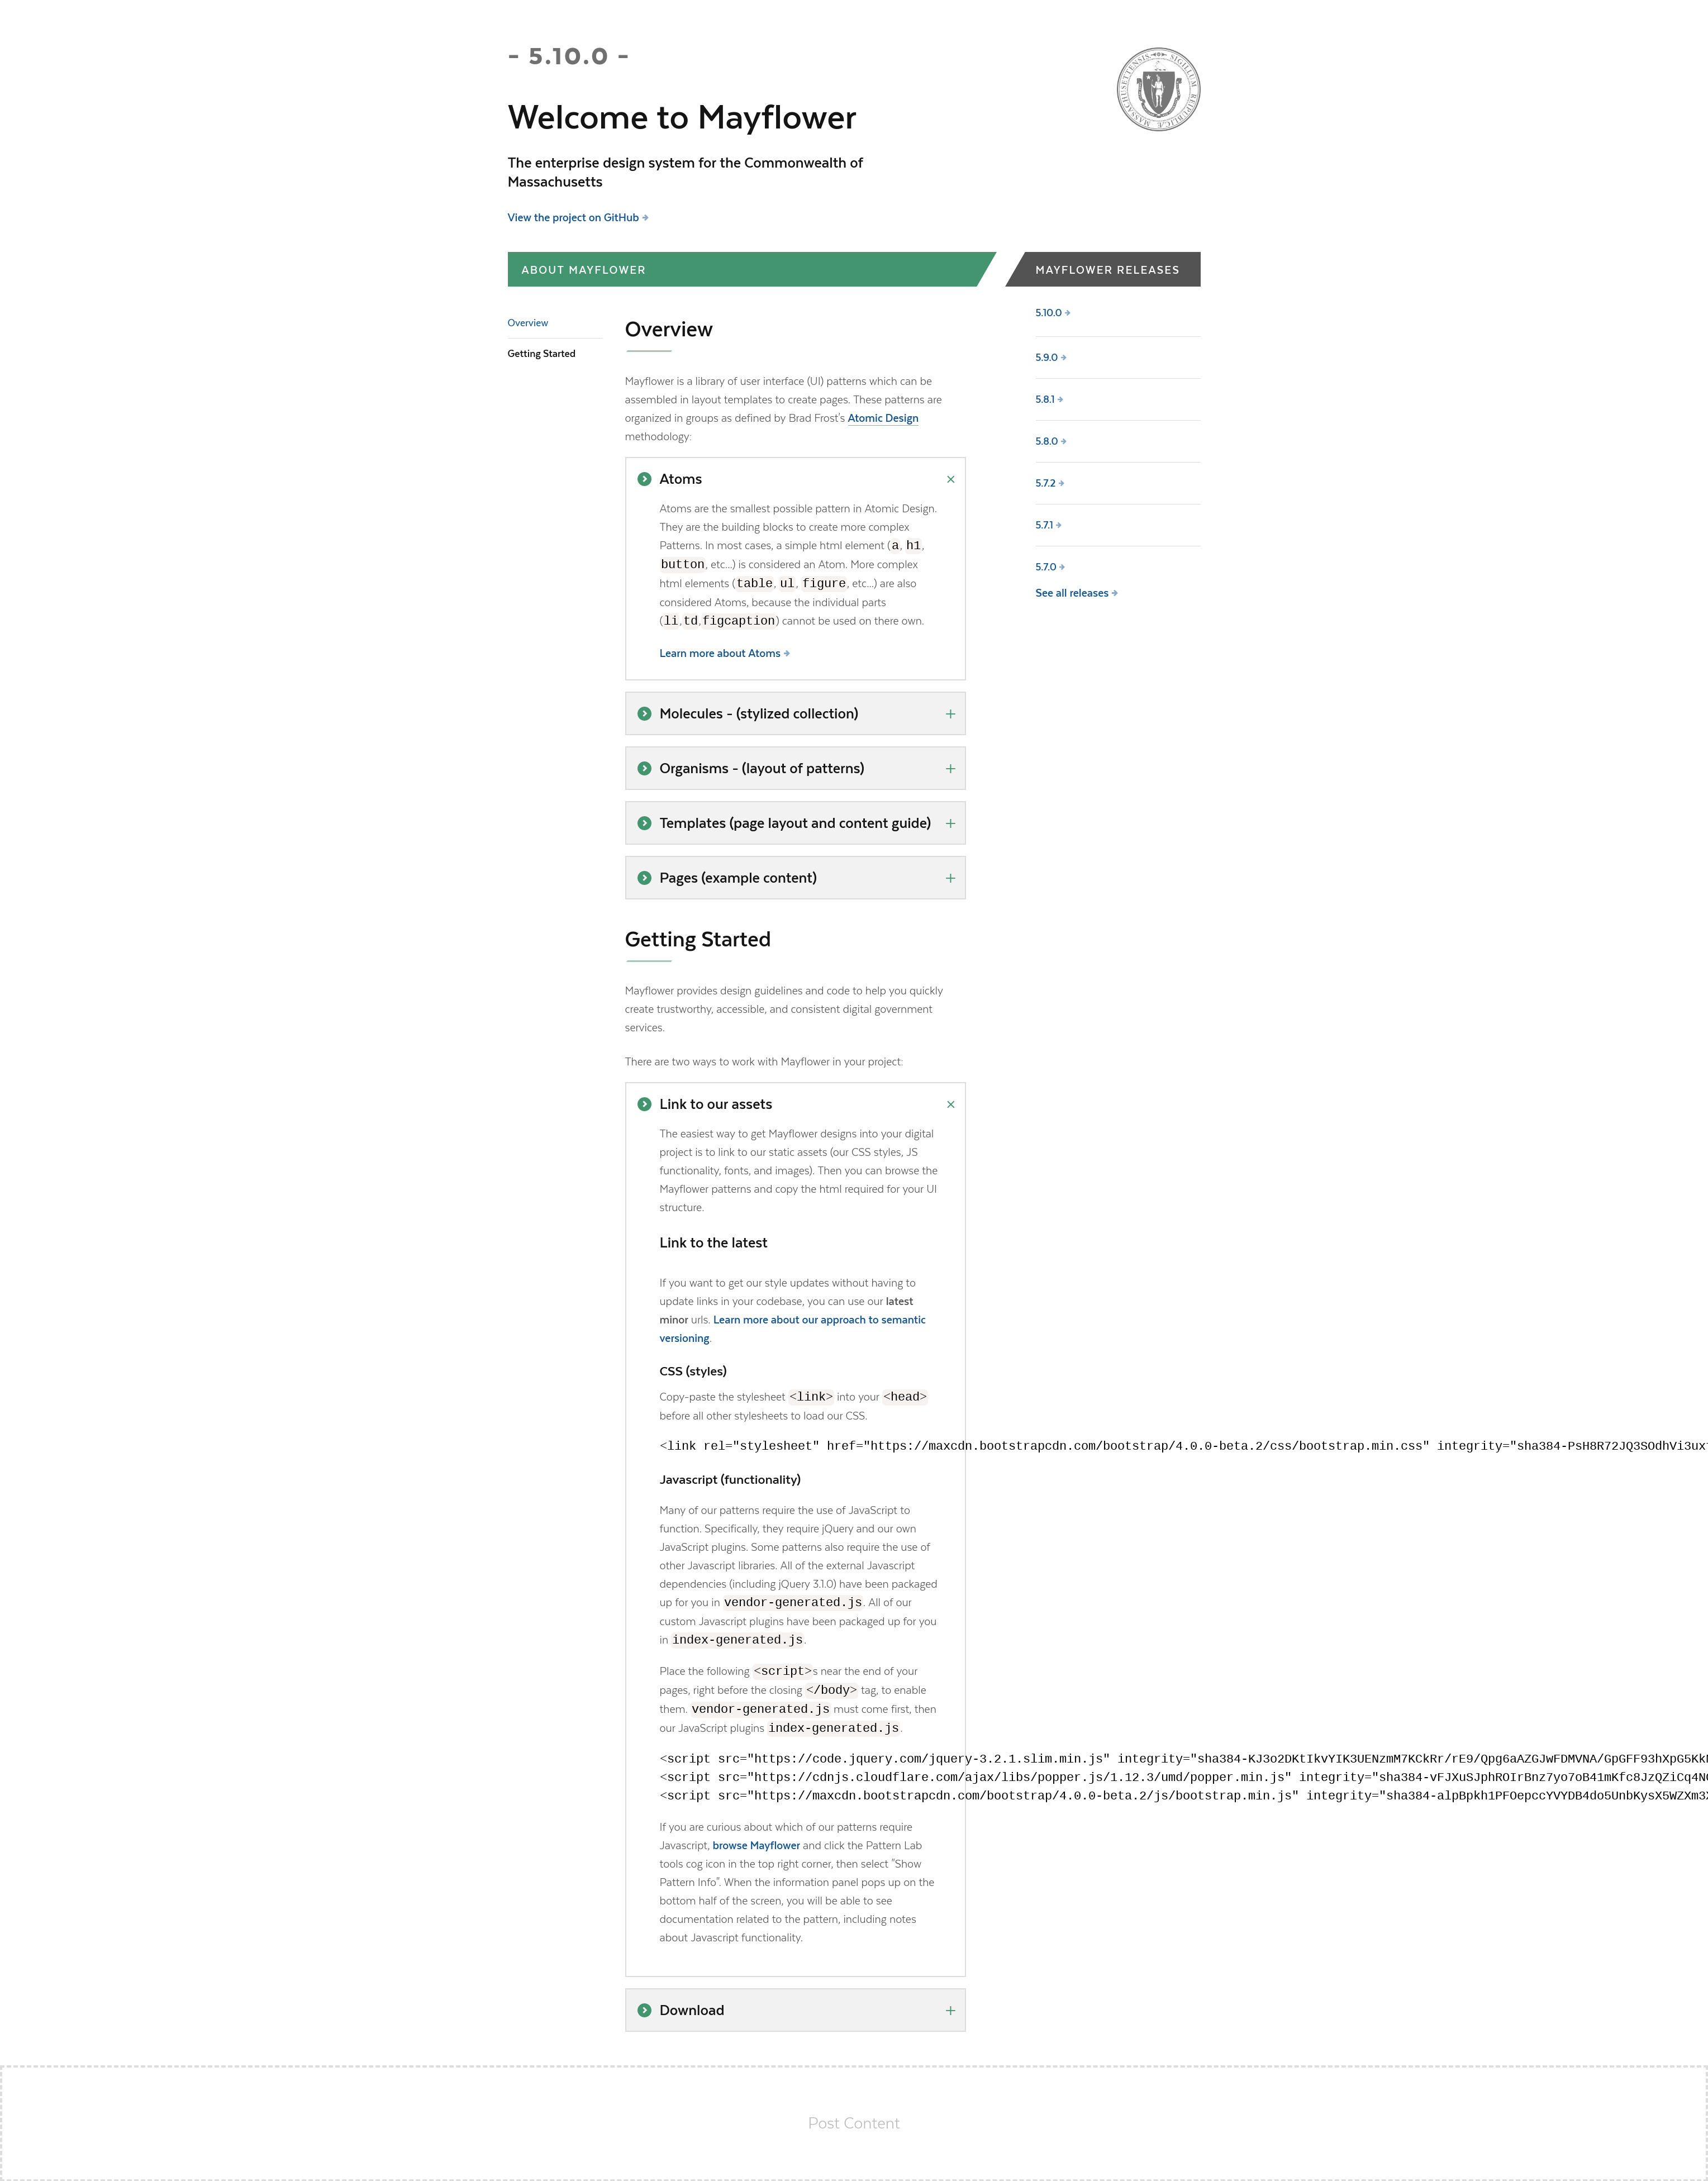 - 5.10.0 -
Welcome to Mayflower
The enterprise design system for the Commonwealth of
Massachusetts
View the project on GitHub
ABOUT MAYFLOWER
MAYFLOWER RELEASES
Overview
Getting Started
Overview
Mayflower is a library of user interface (UI) patterns which can be
assembled in layout templates to create pages. These patterns are
organized in groups as defined by Brad Frost's Atomic Design
methodology:
Atoms
Atoms are the smallest possible pattern in Atomic Design.
They are the building blocks to create more complex
Patterns. In most cases, a simple html element (a, h1,
button, etc...) is considered an Atom. More complex
html elements (table, ul, figure, etc...) are also
considered Atoms, because the individual parts
(li,td,figcaption) cannot be used on there own.
Learn more about Atoms
Molecules - (stylized collection)
Organisms - (layout of patterns)
Templates (page layout and content guide)
Pages (example content)
Getting Started
Mayflower provides design guidelines and code to help you quickly
create trustworthy, accessible, and consistent digital government
services.
There are two ways to work with Mayflower in your project:
Link to our assets
The easiest way to get Mayflower designs into your digital
project is to link to our static assets (our CSS styles, JS
functionality, fonts, and images). Then you can browse the
Mayflower patterns and copy the html required for your UI
structure.
Link to the latest
If you want to get our style updates without having to
update links in your codebase, you can use our latest
minor urls. Learn more about our approach to semantic
versioning.
CSS (styles)
Copy-paste the stylesheet <link> into your <head>
before all other stylesheets to load our CSS.
<link rel="stylesheet" href="https://maxcdn.bootstrapcdn.com/bootstrap/4.0.0-beta.2/css/bootstrap.min.css" integrity="sha384-PsH8R72JQ3SOdhVi3ux
Javascript (functionality)
Many of our patterns require the use of JavaScript to
function. Specifically, they require jQuery and our own
JavaScript plugins. Some patterns also require the use of
other Javascript libraries. All of the external Javascript
dependencies (including jQuery 3.1.0) have been packaged
up for you in vendor-generated.js. All of our
custom Javascript plugins have been packaged up for you
in index-generated.js.
Place the following <script>s near the end of your
pages, right before the closing </body> tag, to enable
them. vendor-generated.js must come first, then
our JavaScript plugins index-generated.js.
<script src="https://code.jquery.com/jquery-3.2.1.slim.min.js" integrity="sha384-KJ3o2DKtIkvYIK3UENzmM7KCkRr/rE9/Qpg6aAZGJwFDMVNA/GpGFF93hXpG5Kk
<script src="https://cdnjs.cloudflare.com/ajax/libs/popper.js/1.12.3/umd/popper.min.js" integrity="sha384-vFJXuSJphROIrBnz7yo7oB41mKfc8JzQZiCq4N
<script src="https://maxcdn.bootstrapcdn.com/bootstrap/4.0.0-beta.2/js/bootstrap.min.js" integrity="sha384-alpBpkh1PFOepccYVYDB4do5UnbKysX5WZXm3
If you are curious about which of our patterns require
Javascript, browse Mayflower and click the Pattern Lab
tools cog icon in the top right corner, then select "Show
Pattern Info". When the information panel pops up on the
bottom half of the screen, you will be able to see
documentation related to the pattern, including notes
about Javascript functionality.
Download
5.10.0
5.9.0
5.8.1
5.8.0
5.7.2
5.7.1
5.7.0
See all releases
Post Content